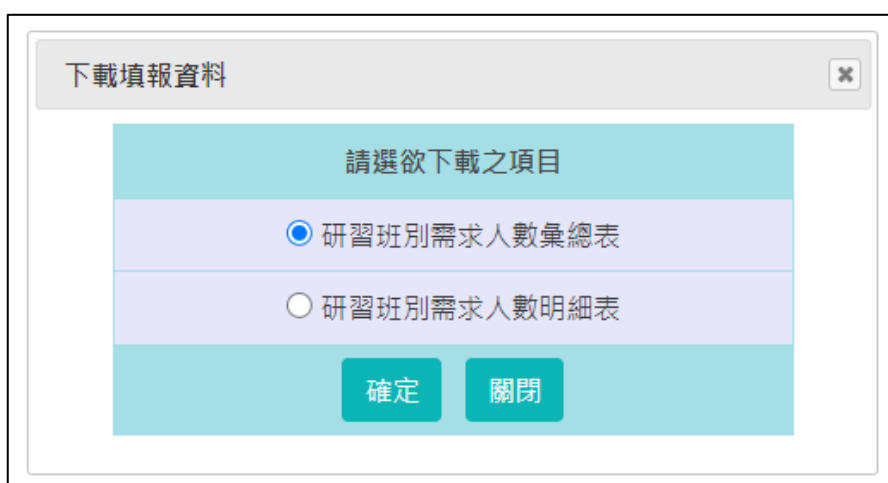 下載填報資料
請選欲下載之項目
研習班別需求人數彙總表
研習班別需求人數明細表
確定 關閉